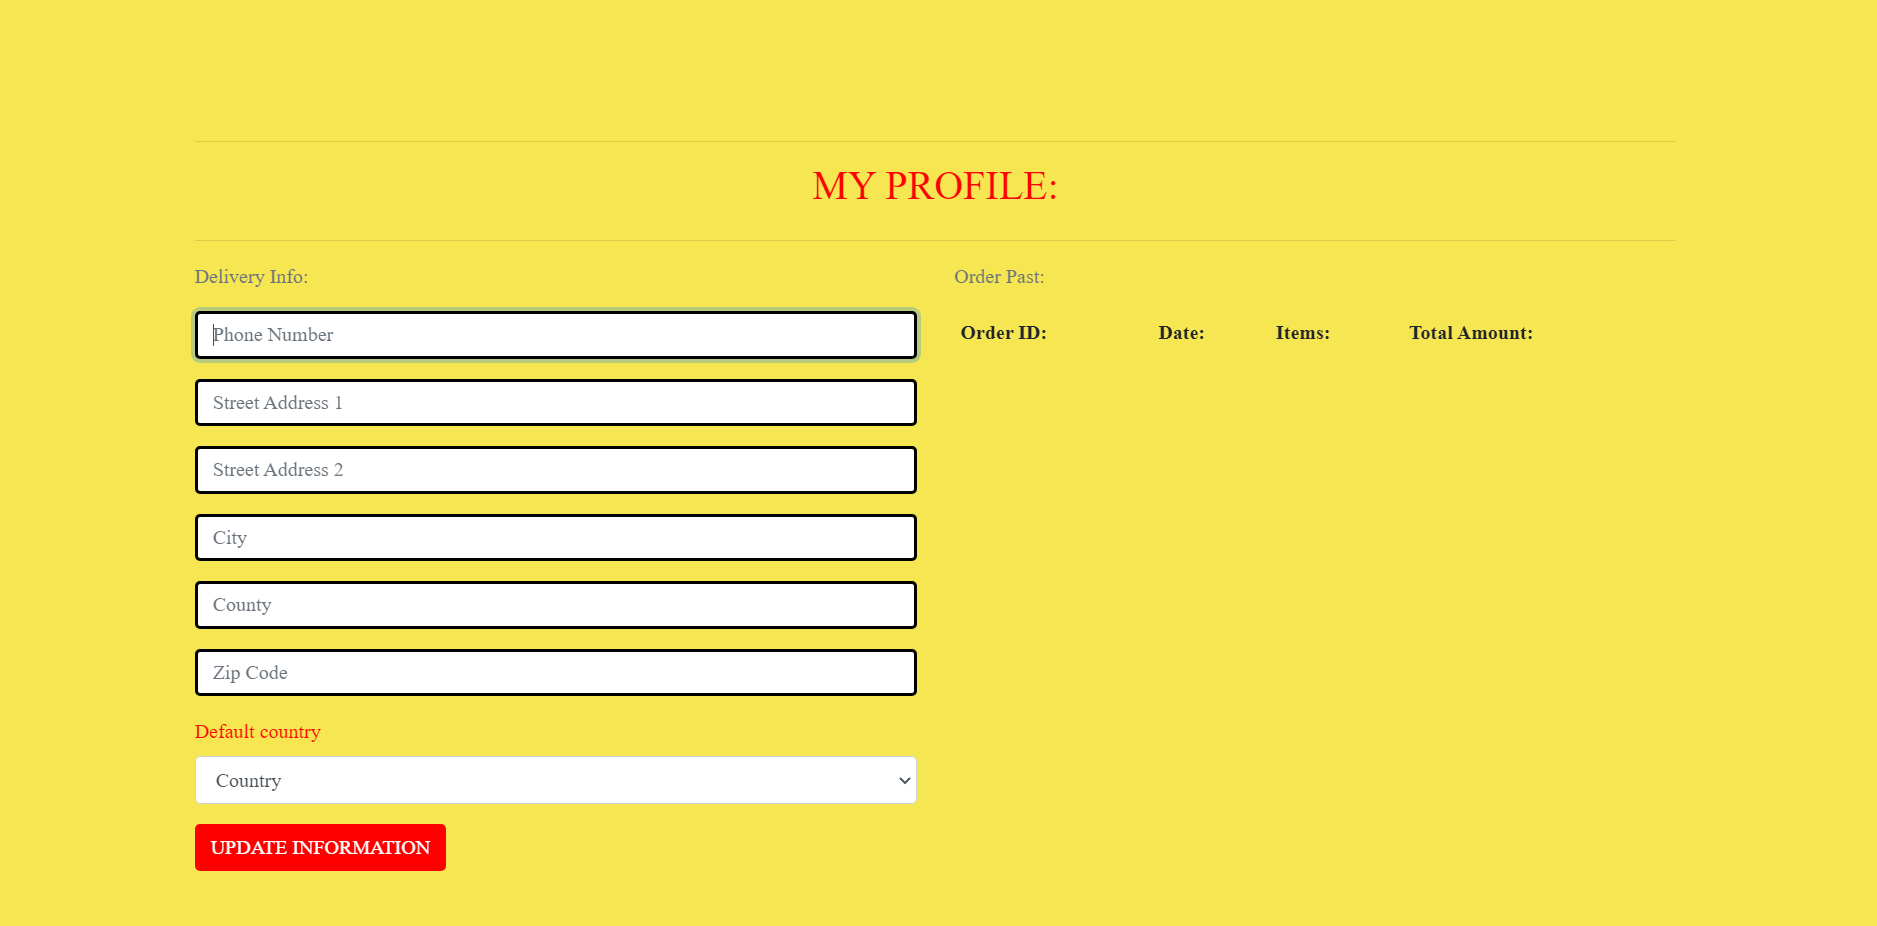 MY PROFILE:
Delivery Info:
Phone Number
Street Address 1
Street Address 2
City
County
Zip Code
Default country
Country
UPDATE INFORMATION
Order Past:
Order ID: Date: Items: Total Amount: